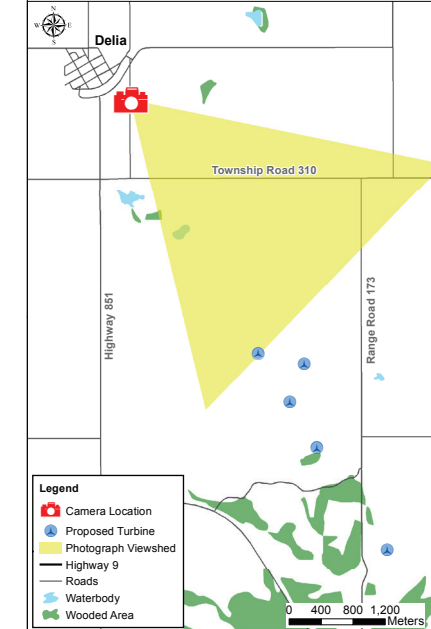 N
W E
S
Delia
Township Road 310
Highway 851
Range Road 173
Legend
Camera Location
Proposed Turbine
Photograph Viewshed
Highway 9
Roads
Waterbody
Wooded Area
0 400 800 1,200
Meters